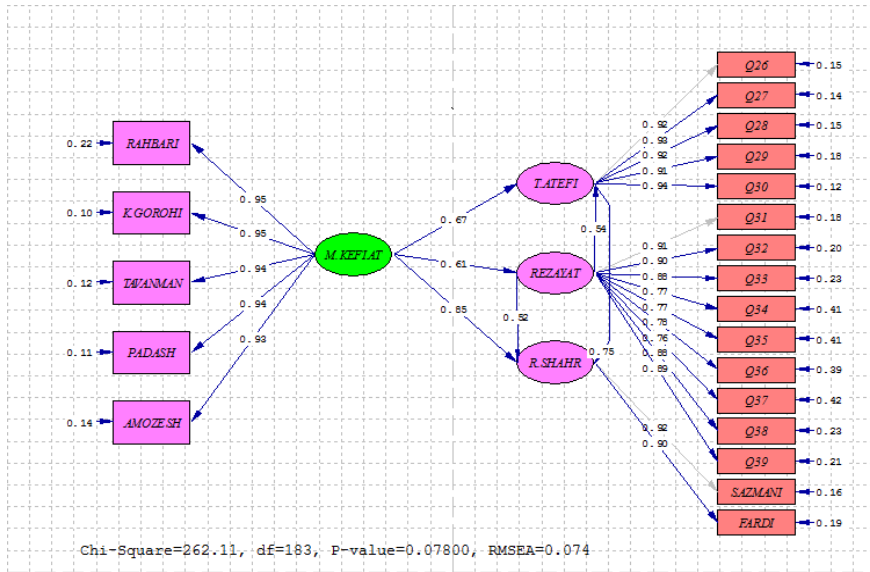 0.22 RAHBARI
0.10 K.GOROHI
0.12 TAVANMAN
0.11 PADASH
0.14 AMOZESH
0.95
0.95
0.94
0.94
0.93
M.KEFIAT
0.67
0.61
0.85
T.ATEFI
REZAYAT
R.SHAHR
0.54
0.52
0.75
0.92
0.93
0.92
0.91
0.94
0.91
0.90
0.88
0.77
0.77
0.78
0.76
0.88
0.89
0.92
0.90
Q26 0.15
Q27 0.14
Q28 0.15
Q29 0.18
Q30 0.12
Q31 0.18
Q32 0.20
Q33 0.23
Q34 0.41
Q35 0.41
Q36 0.39
Q37 0.42
Q38 0.23
Q39 0.21
SAZMANI 0.16
FARDI 0.19
Chi-Square=262.11, df=183, P-value=0.07800, RMSEA=0.074